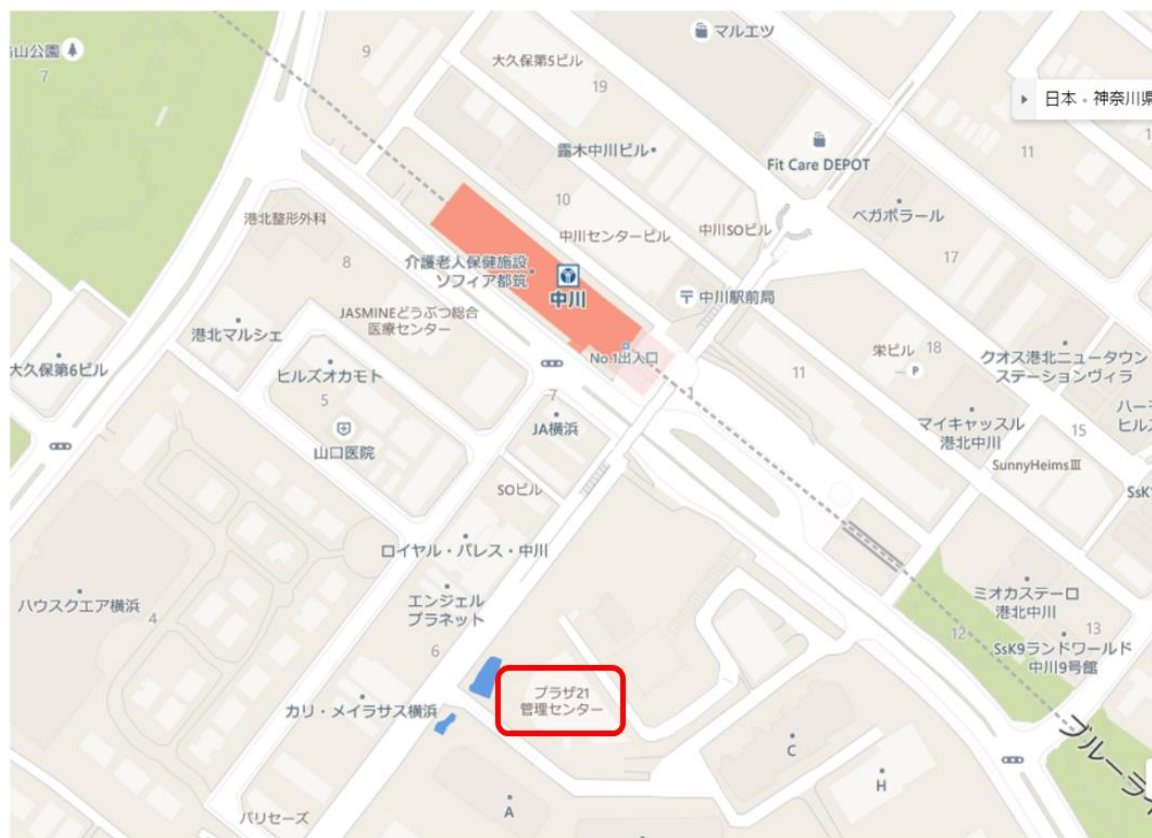 マルエツ
山公園
7
9
大久保第5ビル
19
日本・神奈川県
Fit Care DEPOT
11
露木中川ビル
10
ベガポラール
港北整形外科
中川センタービル
中川SOビル
17
8
介護老人保健施設
ソフィア都筑
中川
中川駅前局
JASMINEどうぶつ総合
医療センター
港北マルシェ
No.1出入口
栄ビル
18
P
クオス港北ニュータウン
ステーションヴィラ
大久保第6ビル
ヒルズオカモト
11
5
7
1
JA横浜
マイキャッスル
港北中川
15
ハー
ヒルズ
山口医院
SunnyHeimsⅢ
SOビル
SsK
ロイヤル・パレス・中川
ハウスクエア横浜
4
エンジェル
プラネット
ミオカステーロ
港北中川
12
13
6
SsK9ランドワールド
中川9号館
プラザ21
管理センター
カリ・メイラサス横浜
C
H
ブルーライ
パリセーズ
A